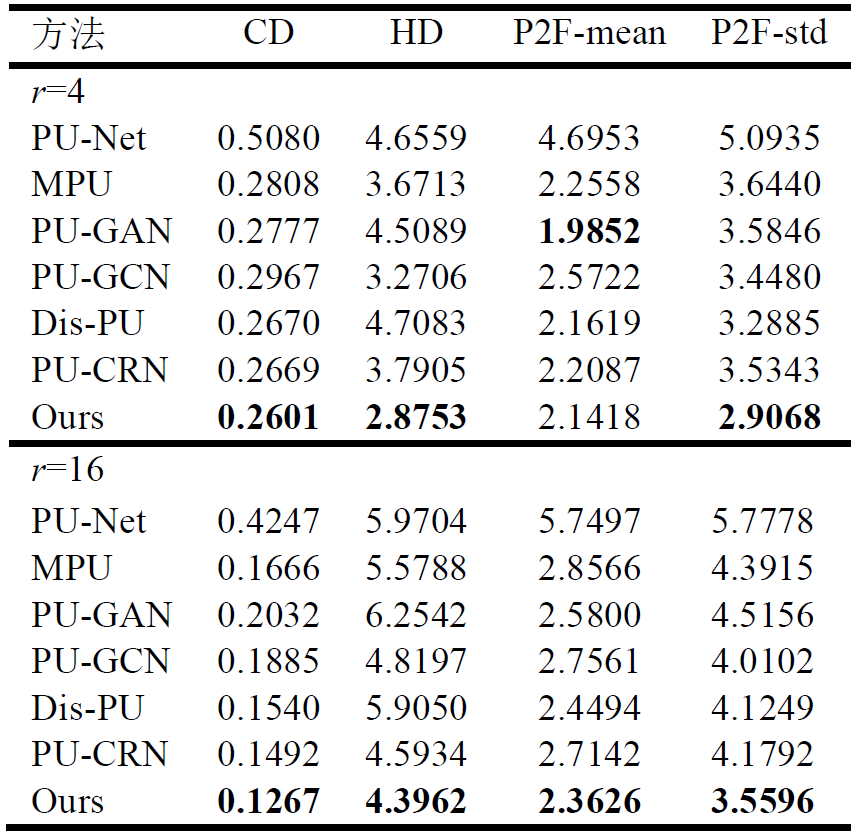 方法 CD HD P2F-mean P2F-std
r=4
PU-Net 0.5080 4.6559 4.6953 5.0935
MPU 0.2808 3.6713 2.2558 3.6440
PU-GAN 0.2777 4.5089 1.9852 3.5846
PU-GCN 0.2967 3.2706 2.5722 3.4480
Dis-PU 0.2670 4.7083 2.1619 3.2885
PU-CRN 0.2669 3.7905 2.2087 3.5343
Ours 0.2601 2.8753 2.1418 2.9068
r=16
PU-Net 0.4247 5.9704 5.7497 5.7778
MPU 0.1666 5.5788 2.8566 4.3915
PU-GAN 0.2032 6.2542 2.5800 4.5156
PU-GCN 0.1885 4.8197 2.7561 4.0102
Dis-PU 0.1540 5.9050 2.4494 4.1249
PU-CRN 0.1492 4.5934 2.7142 4.1792
Ours 0.1267 4.3962 2.3626 3.5596